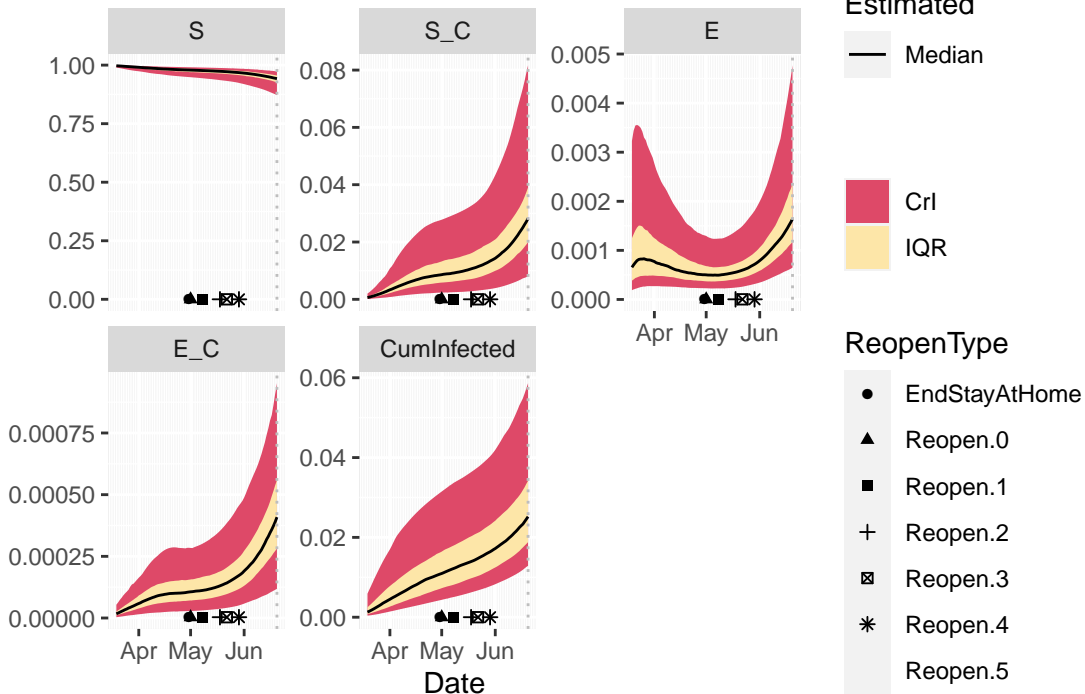 S
S_C
E
1.00
0.75
0.50
0.25
0.00
0.08
0.06
0.04
0.02
0.00
0.005
0.004
0.003
0.002
0.001
0.000
Apr May Jun
E_C
CumInfected
0.00075
0.00050
0.00025
0.00000
Apr May Jun
0.06
0.04
0.02
0.00
Apr May Jun
Date
Estimated
Median
CrI
IQR
ReopenType
EndStayAtHome
Reopen.0
Reopen.1
Reopen.2
Reopen.3
Reopen.4
Reopen.5